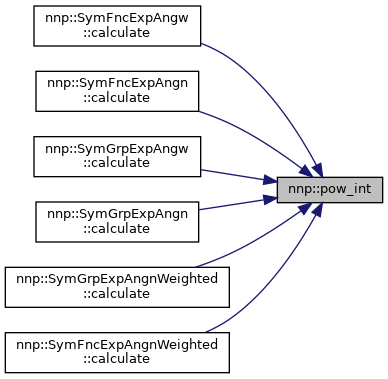 nnp::SymFncExpAngw
::calculate
nnp::SymFncExpAngn
::calculate
nnp::SymGrpExpAngw
::calculate
nnp::pow_int
nnp::SymGrpExpAngn
::calculate
nnp::SymGrpExpAngnWeighted
::calculate
nnp::SymFncExpAngnWeighted
::calculate